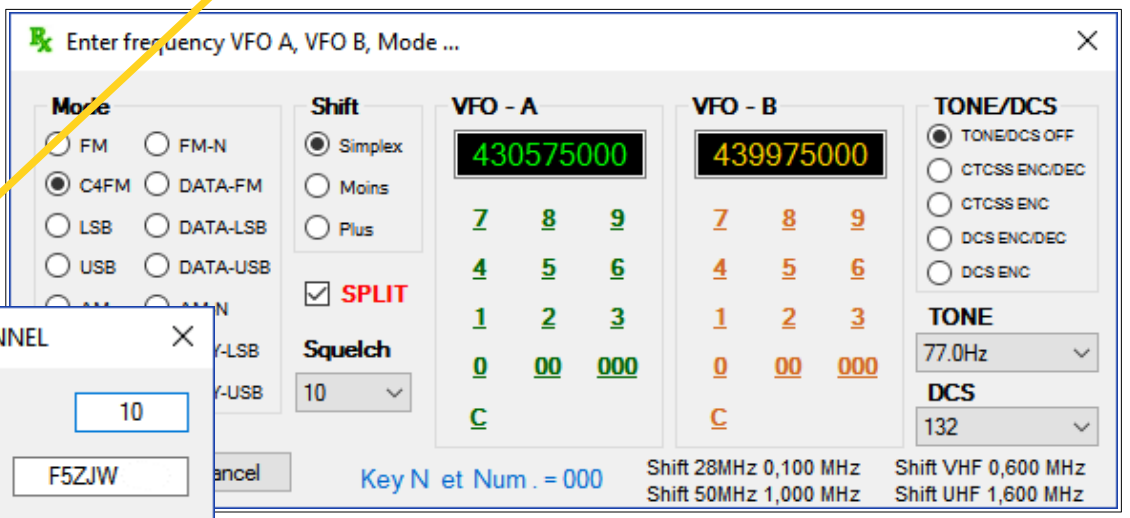 Rx Enter frequency VFO A, VFO B, Mode ...
Mode
FM FM-N
C4FM DATA-FM
LSB DATA-LSB
USB DATA-USB
Shift
Simplex
Moins
Plus
SPLIT
Squelch
10
VFO - A
430575000
7 8 9
4 5 6
1 2 3
0 00 000
C
VFO - B
439975000
7 8 9
4 5 6
1 2 3
0 00 000
C
TONE/DCS
TONE/DCS OFF
CTCSS ENC/DEC
CTCSS ENC
DCS ENC/DEC
DCS ENC
TONE
77.0Hz
DCS
132
Key N et Num . = 000
Shift 28MHz 0,100 MHz
Shift 50MHz 1,000 MHz
Shift VHF 0,600 MHz
Shift UHF 1,600 MHz
10
F5ZJW